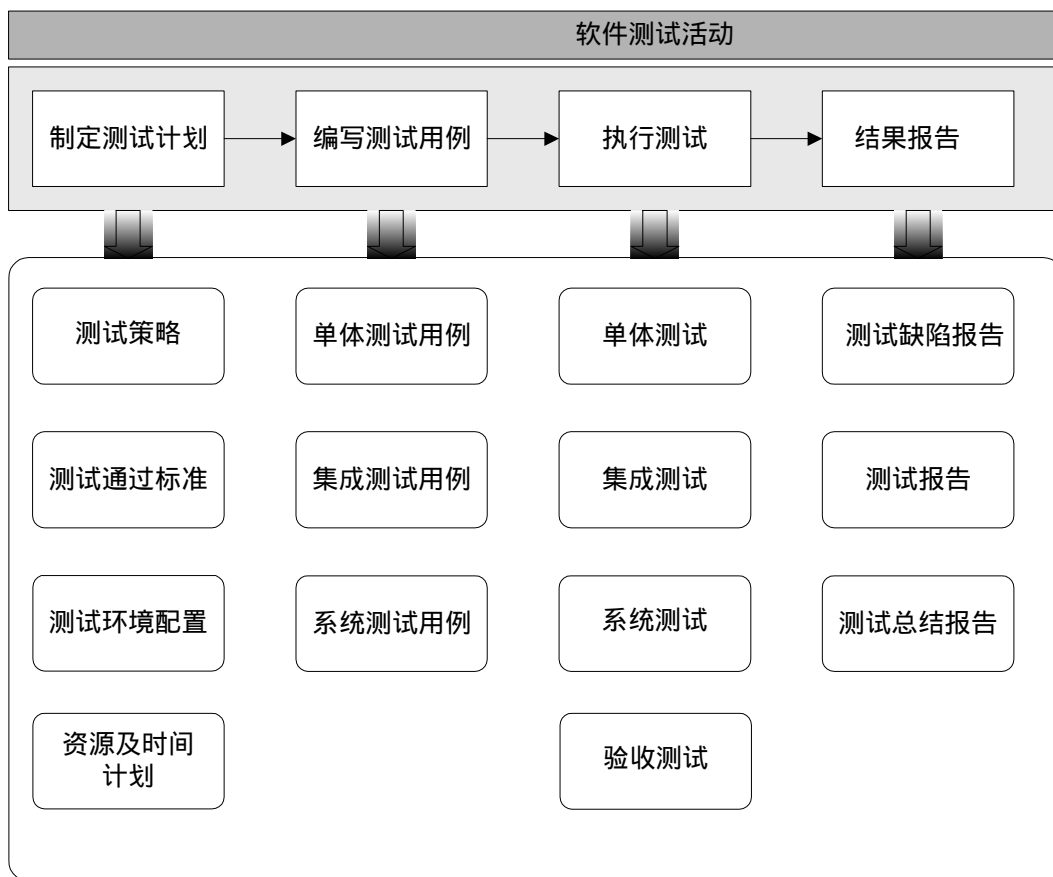 软件测试活动
制定测试计划
编写测试用例
执行测试
结果报告
测试策略
单体测试用例
单体测试
测试缺陷报告
测试通过标准
集成测试用例
集成测试
测试报告
测试环境配置
系统测试用例
系统测试
测试总结报告
资源及时间
计划
验收测试